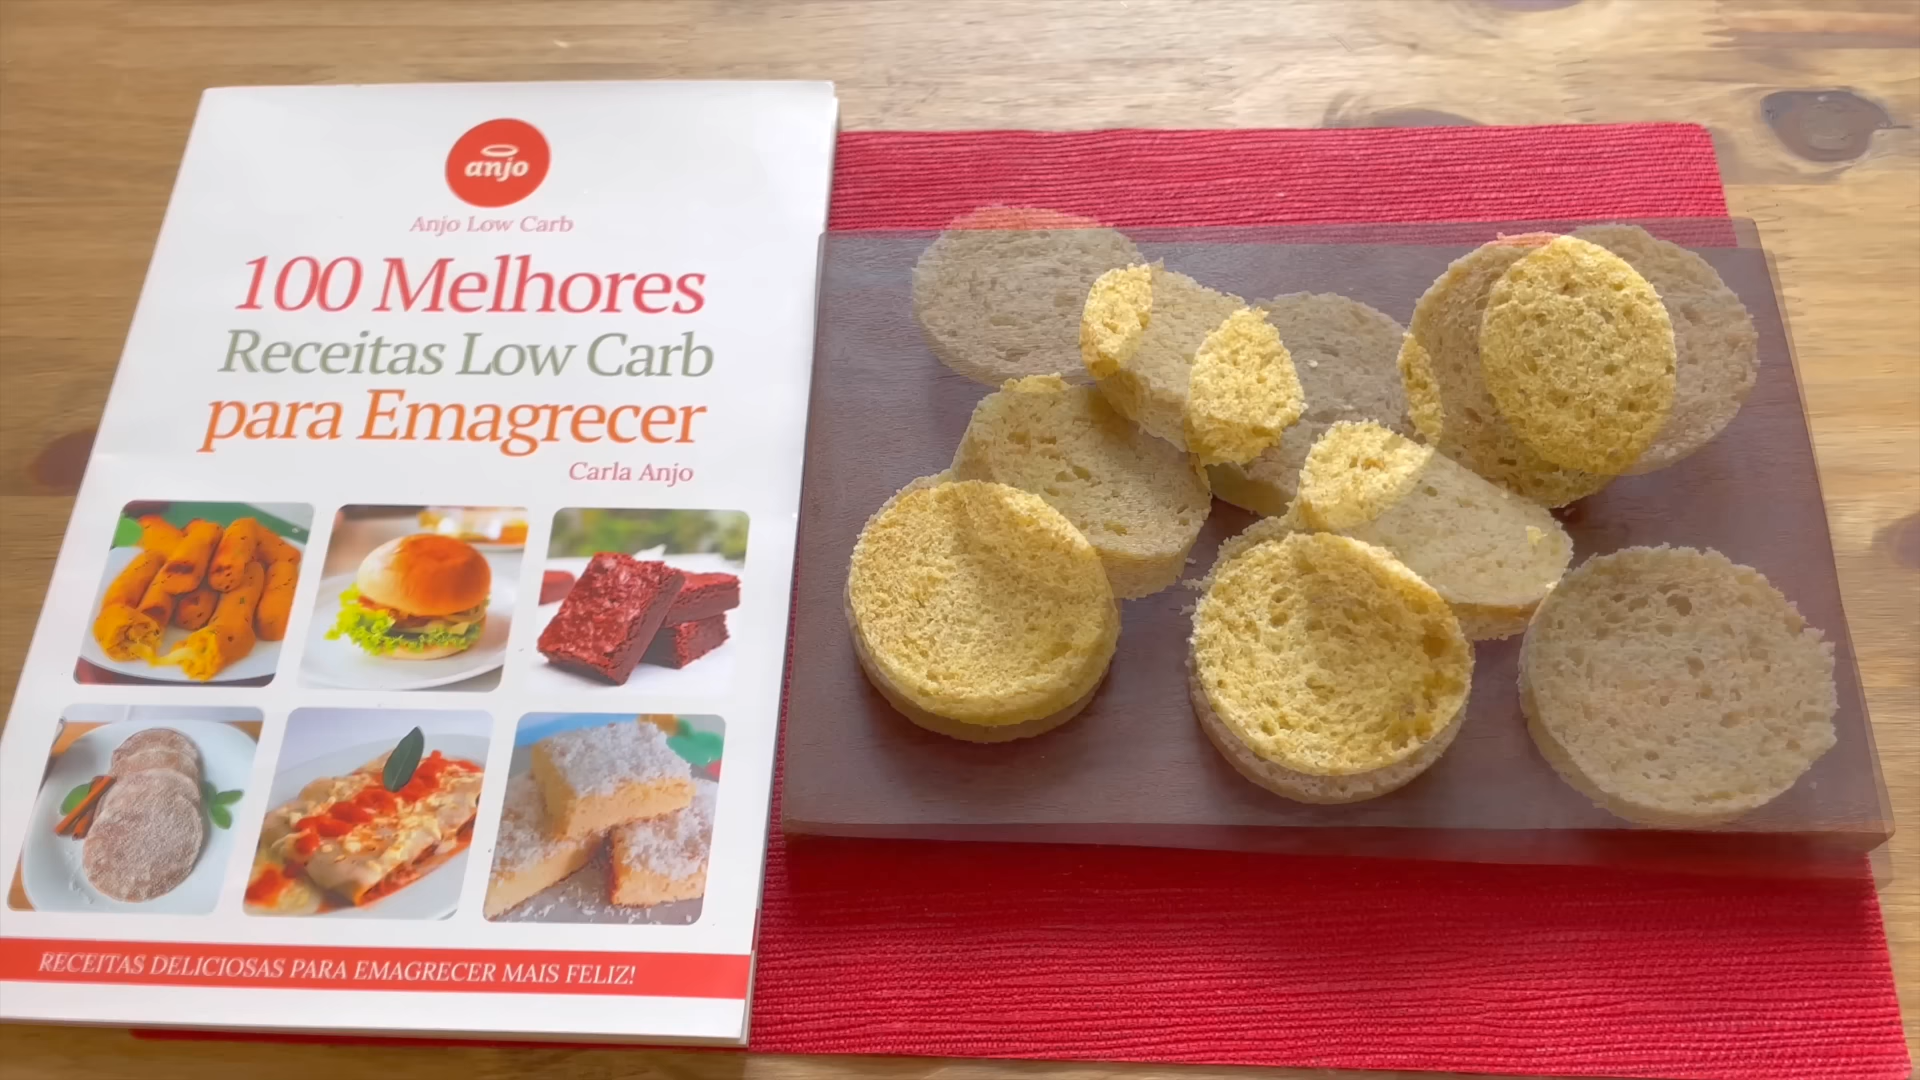 anjo
Anjo Low Carb
100 Melhores
Receitas Low Carb
para Emagrecer
Carla Anjo
RECEITAS DELICIOSAS PARA EMAGRECER MAIS FELIZ!